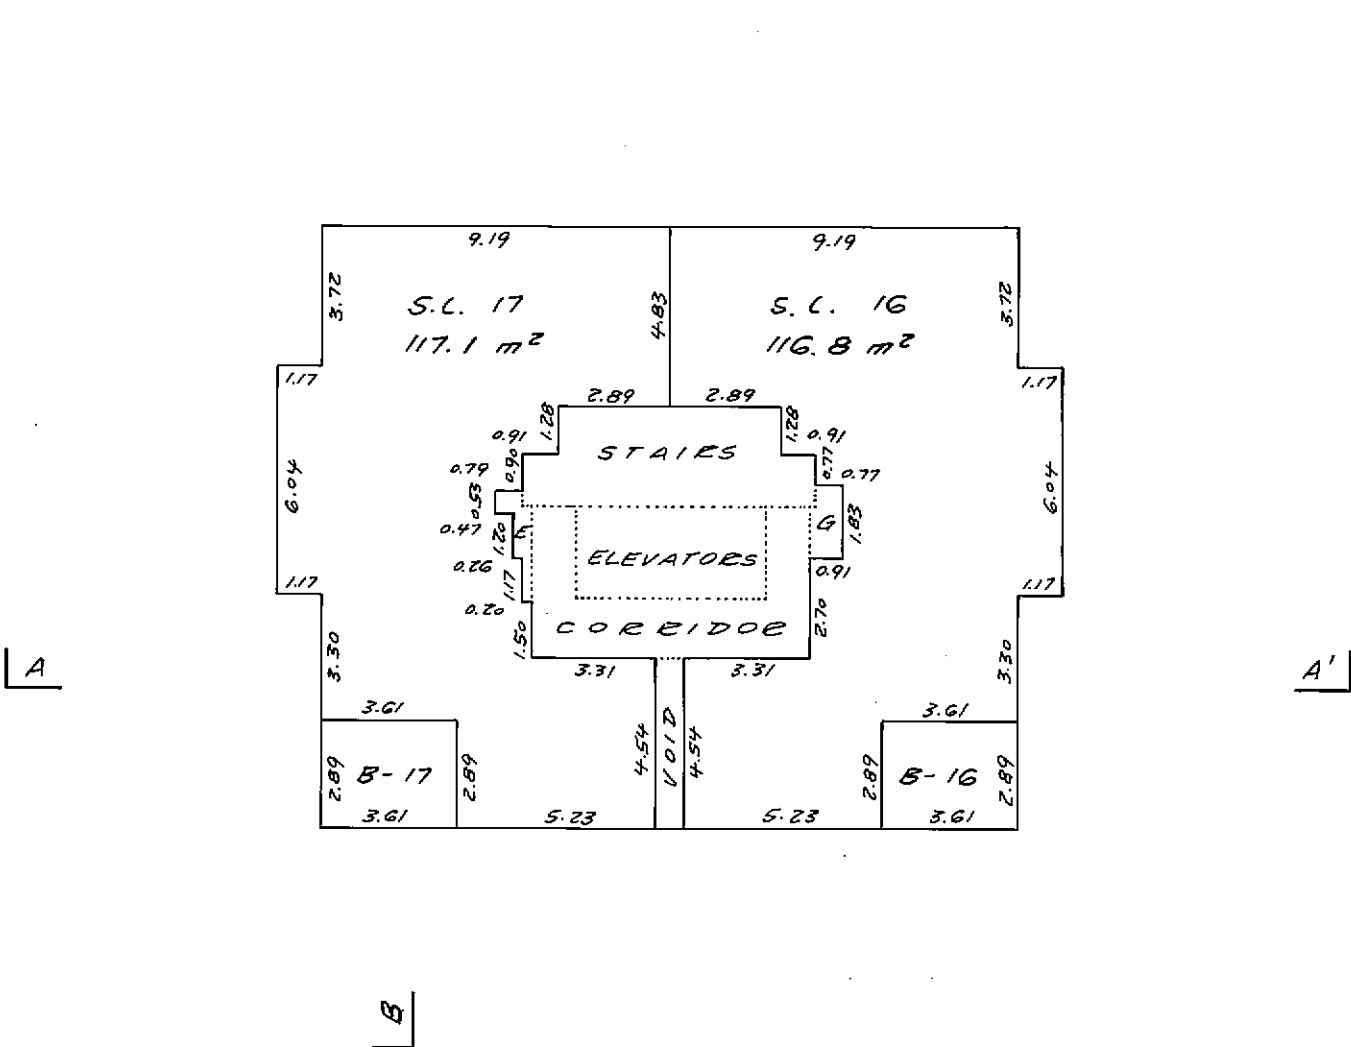 9.19 9.19
3.72 S.L. 17 4.83 S.L. 16 3.72
117.1 m² 116.8 m²
1.17 1.17
2.89 2.89
1.28 1.28
0.91 0.91
STAIRS
0.79 0.90 0.77 0.77
6.04 0.53 6.04
0.47 1.20 E G 1.83
ELEVATORS
0.26 0.91
1.17 1.17 1.17
0.20
1.50 CORRIDOR 2.70
3.30 3.31 3.31 3.30
A A'
3.61 3.61
4.54 VOID 4.54
2.89 B-17 2.89 2.89 B-16 2.89
3.61 5.23 5.23 3.61
B